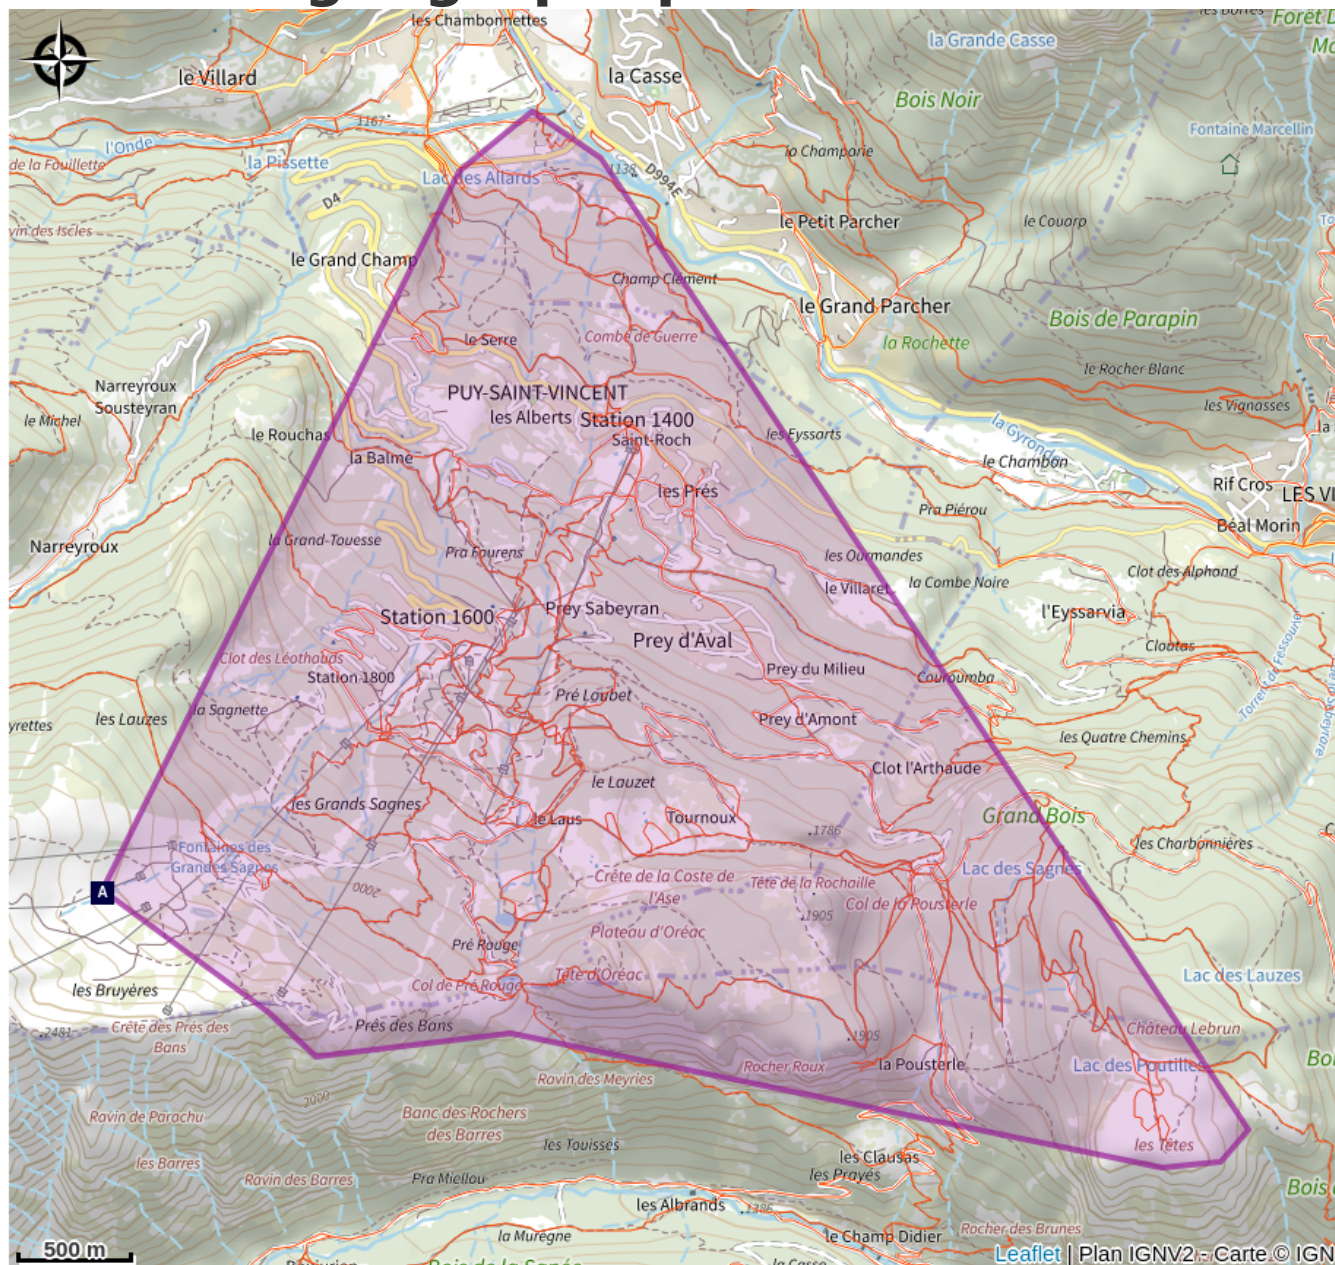 les Chambonnettes
la Grande Casse
le Villard
la Casse
Bois Noir
1167
l'Onde
Fontaine Marcellin
la Champarie
de la Fouillette
la Pissette
Lac des Allards
1138
D994E
D4
le Petit Parcher
le Couarp
vin des Iscles
le Grand Champ
Champ Clément
le Grand Parcher
Bois de Parapin
le Serre
Combe de Guerre
la Rochette
le Rocher Blanc
Narreyroux
Sousteyran
PUY-SAINT-VINCENT
les Alberts
Station 1400
les Vignasses
le Michel
le Rouchas
Saint-Roch
les Eyssarts
la Gyronde
la Balme
le Chambon
Rif Cros
les Prés
LES VI
Pra Piérou
Béal Morin
la Grand-Touesse
Narreyroux
Pra Faurens
les Ourmandes
Clot des Alphand
la Combe Noire
le Villaret
Station 1600
Prey Sabeyran
l'Eyssarvia
Prey d'Aval
Clautas
Clot des Léothauds
Station 1800
Prey du Milieu
Couroumba
Pré Loubet
la Sagnette
les Lauzes
yrettes
Prey d'Amont
les Quatre Chemins
Clot l'Arthaude
le Lauzet
les Grands Sagnes
le Laus
Tournoux
Grand Bois
1786
les Charbonnières
Fontaines des
Grandes Sagnes
Lac des Sagnes
A
2000
Crête de la Coste de
l'Ase
Tête de la Rochaille
Col de la Pousterle
1905
Plateau d'Oréac
Pré Rouge
Tête d'Oréac
Col de Pré Rouge
Lac des Lauzes
les Bruyères
Prés des Bans
Château Lebrun
2481
Crête des Prés des
Bans
1905
Rocher Roux
la Pousterle
Lac des Poutilles
Ravin des Meyries
Ravin de Parachu
Banc des Rochers
des Barres
les Touisses
les Têtes
les Clausas
les Prayés
les Barres
Ravin des Barres
Pra Miellou
les Albrands
1286
Rocher des Brunes
la Muregne
le Champ Didier
500 m
Leaflet | Plan IGNV2 - Carte © IGN